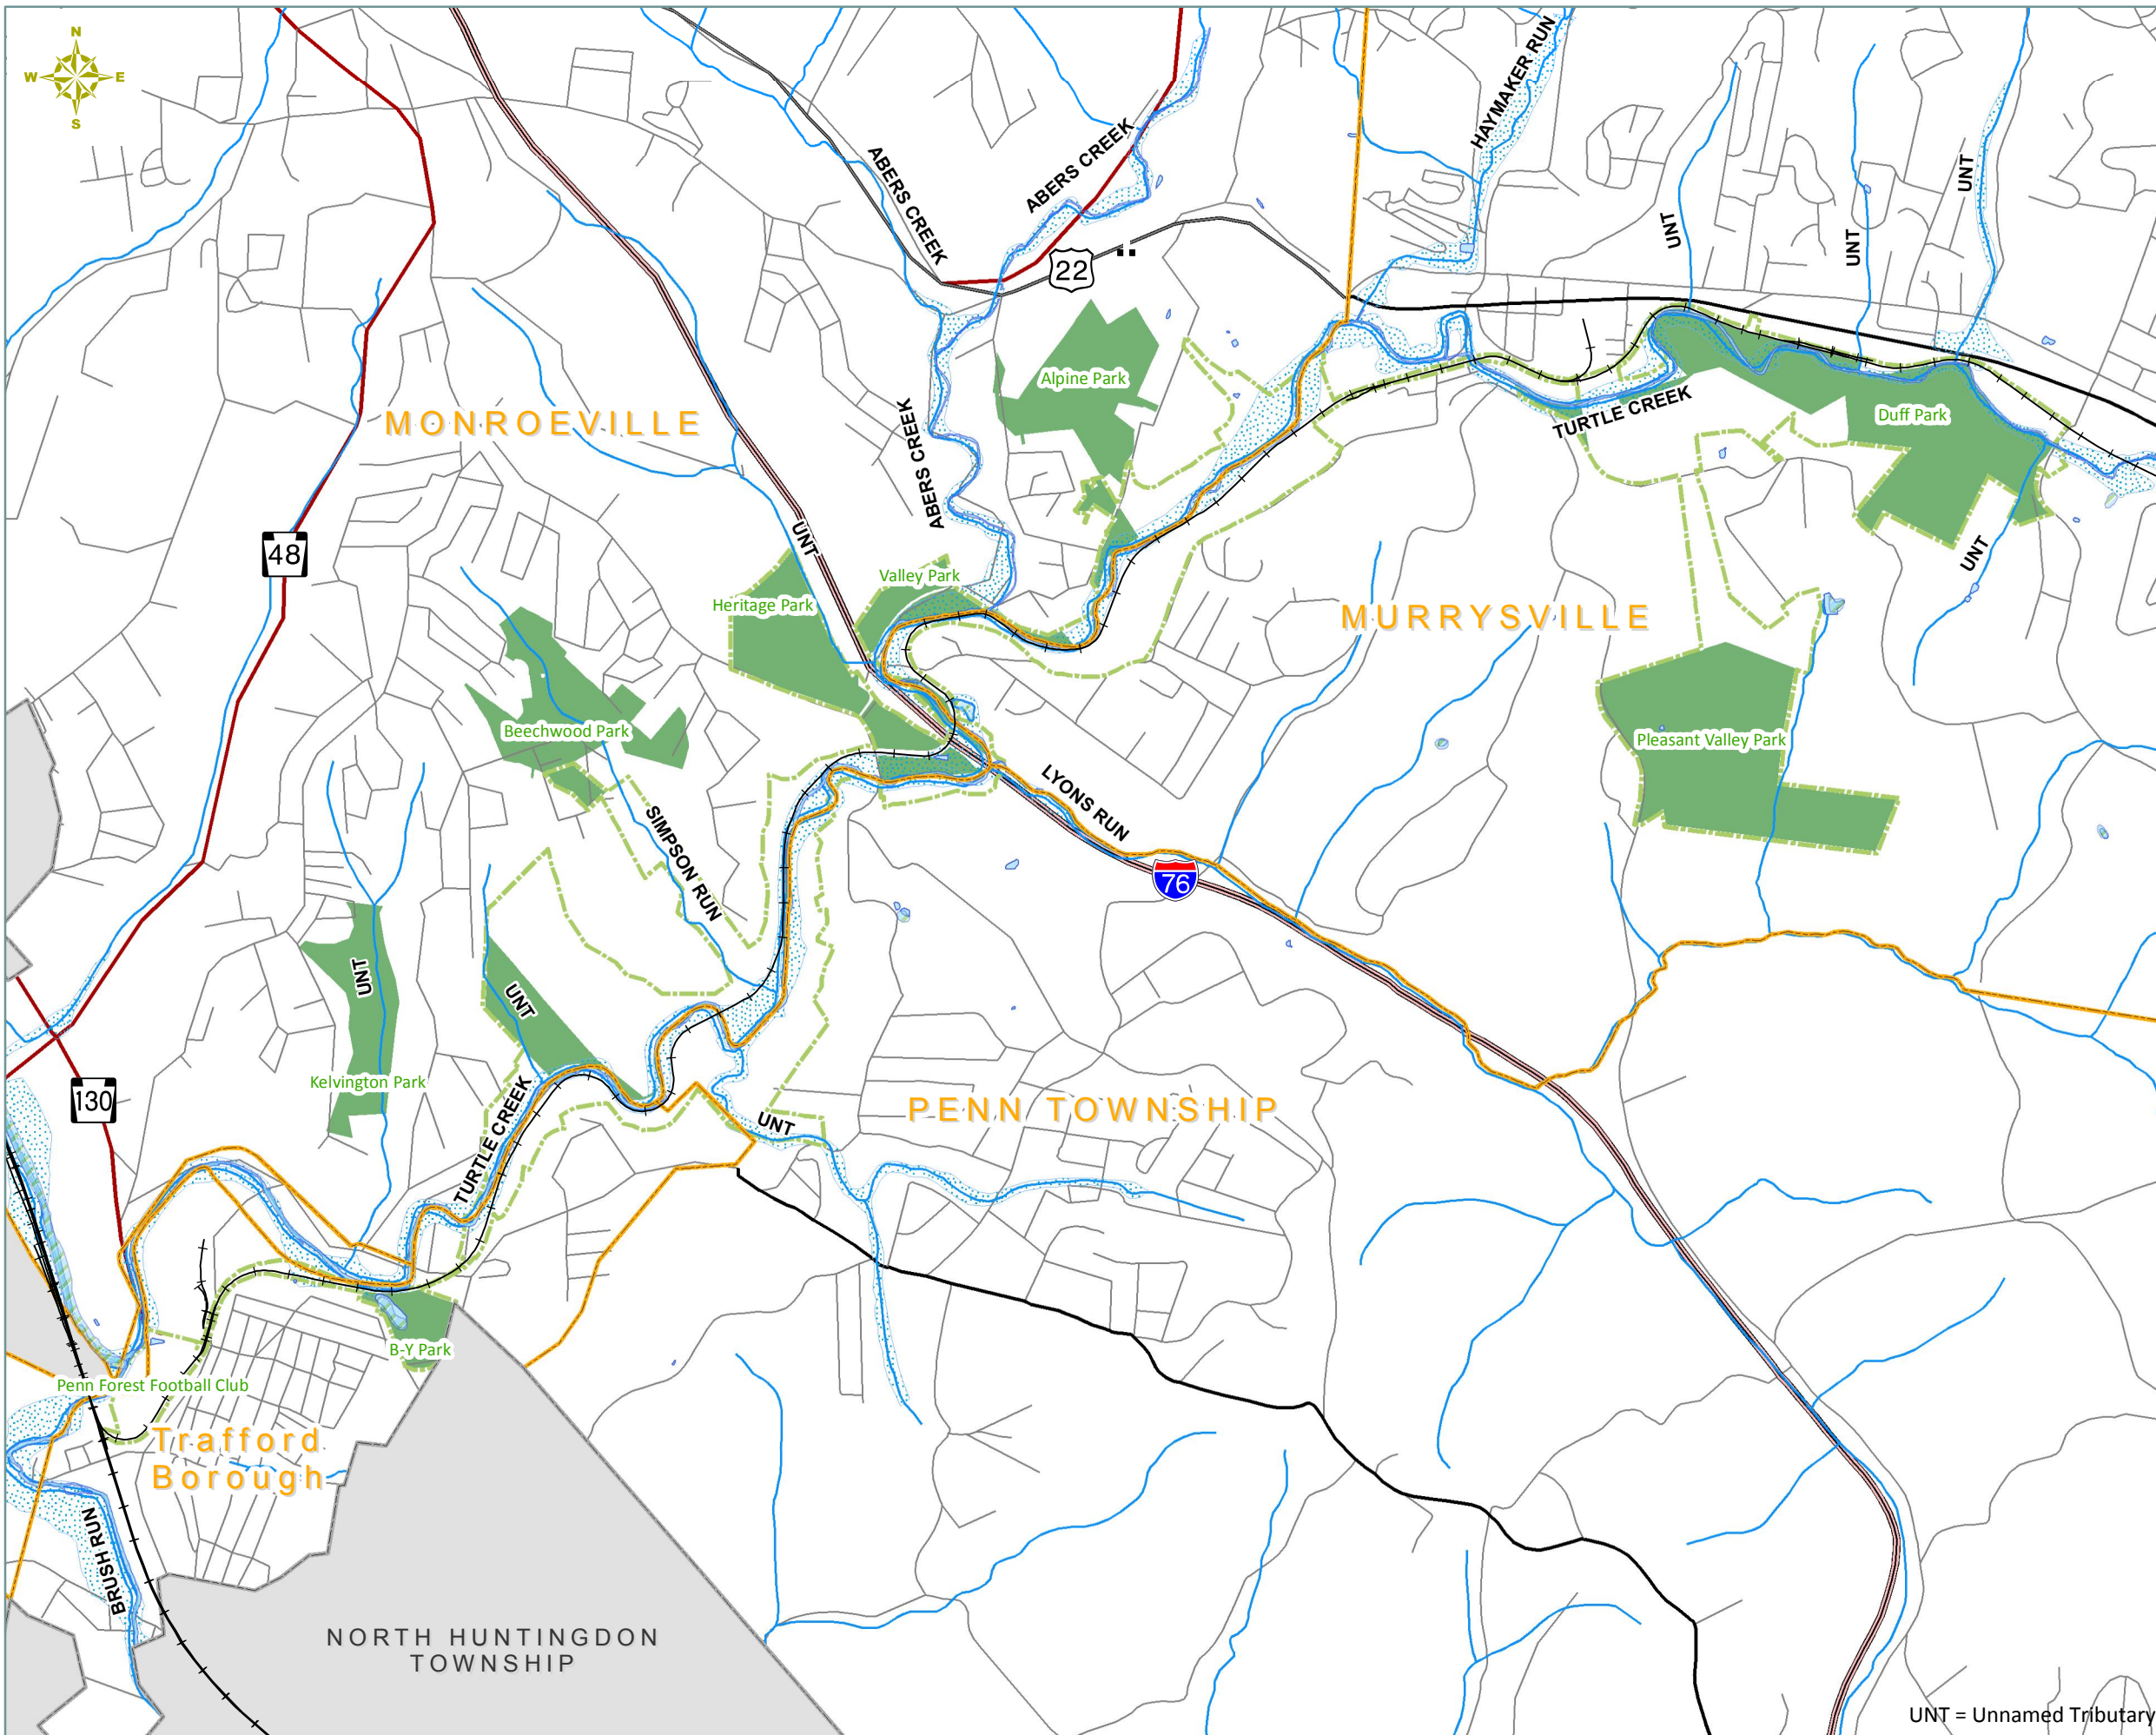 N
W E
S
HAYMAKER RUN
ABERS CREEK
ABERS CREEK
UNT
UNT
UNT
22
Alpine Park
MONROEVILLE
ABERS CREEK
TURTLE CREEK
Duff Park
48
UNT
UNT
Valley Park
Heritage Park
MURRYSVILLE
Beechwood Park
Pleasant Valley Park
LYONS RUN
SIMPSON RUN
76
UNT
UNT
Kelvington Park
130
TURTLE CREEK
PENN TOWNSHIP
UNT
B-Y Park
Penn Forest Football Club
Trafford
Borough
BRUSH RUN
NORTH HUNTINGDON
TOWNSHIP
UNT = Unnamed Tributary